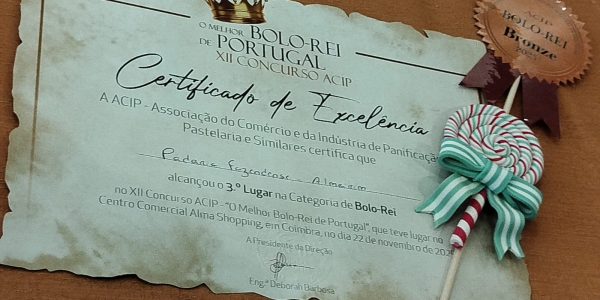 O MELHOR BOLO-REI
DE PORTUGAL
XII CONCURSO ACIP
Certificado de Excelência
A ACIP - Associação do Comércio e da Indústria de Panificação
Pastelaria e Similares certifica que
Padaria - Almeirim
alcançou o 3.º Lugar na Categoria de Bolo-Rei
no XII Concurso ACIP - "O Melhor Bolo-Rei de Portugal", que teve lugar no
Centro Comercial Alma Shopping, em Coimbra, no dia 22 de novembro de
A Presidente da Direção
Eng.ª Deborah Barbosa
ACIP
BOLO-REI
Bronze